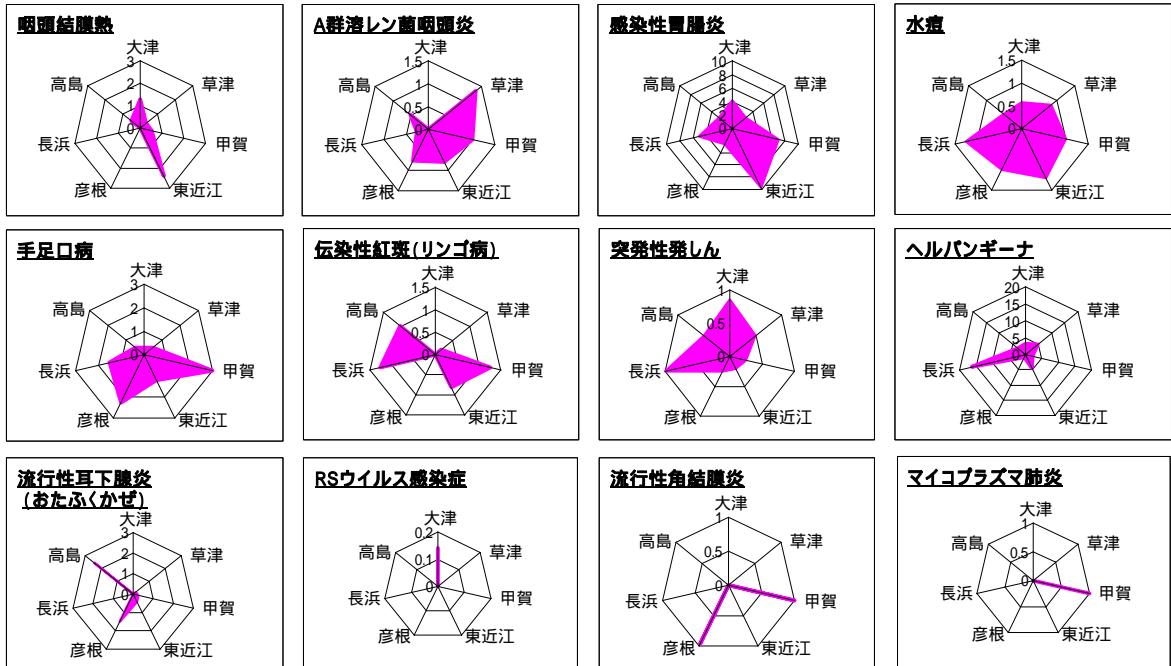 咽頭結膜熱
大津
3
2
1
0
草津
甲賀
東近江
彦根
長浜
高島
A群溶レン菌咽頭炎
大津
1.5
1
0.5
0
草津
甲賀
東近江
彦根
長浜
高島
感染性胃腸炎
大津
10
8
6
4
2
0
草津
甲賀
東近江
彦根
長浜
高島
水痘
大津
1.5
1
0.5
0
草津
甲賀
東近江
彦根
長浜
高島
手足口病
大津
3
2
1
0
草津
甲賀
東近江
彦根
長浜
高島
伝染性紅斑(リンゴ病)
大津
1.5
1
0.5
0
草津
甲賀
東近江
彦根
長浜
高島
突発性発しん
大津
1
0.5
0
草津
甲賀
東近江
彦根
長浜
高島
ヘルパンギーナ
大津
20
15
10
5
0
草津
甲賀
東近江
彦根
長浜
高島
流行性耳下腺炎
(おたふくかぜ)
大津
3
2
1
0
草津
甲賀
東近江
彦根
長浜
高島
RSウイルス感染症
大津
0.2
0.1
0
草津
甲賀
東近江
彦根
長浜
高島
流行性角結膜炎
大津
1
0.5
0
草津
甲賀
東近江
彦根
長浜
高島
マイコプラズマ肺炎
大津
1
0.5
0
草津
甲賀
東近江
彦根
長浜
高島